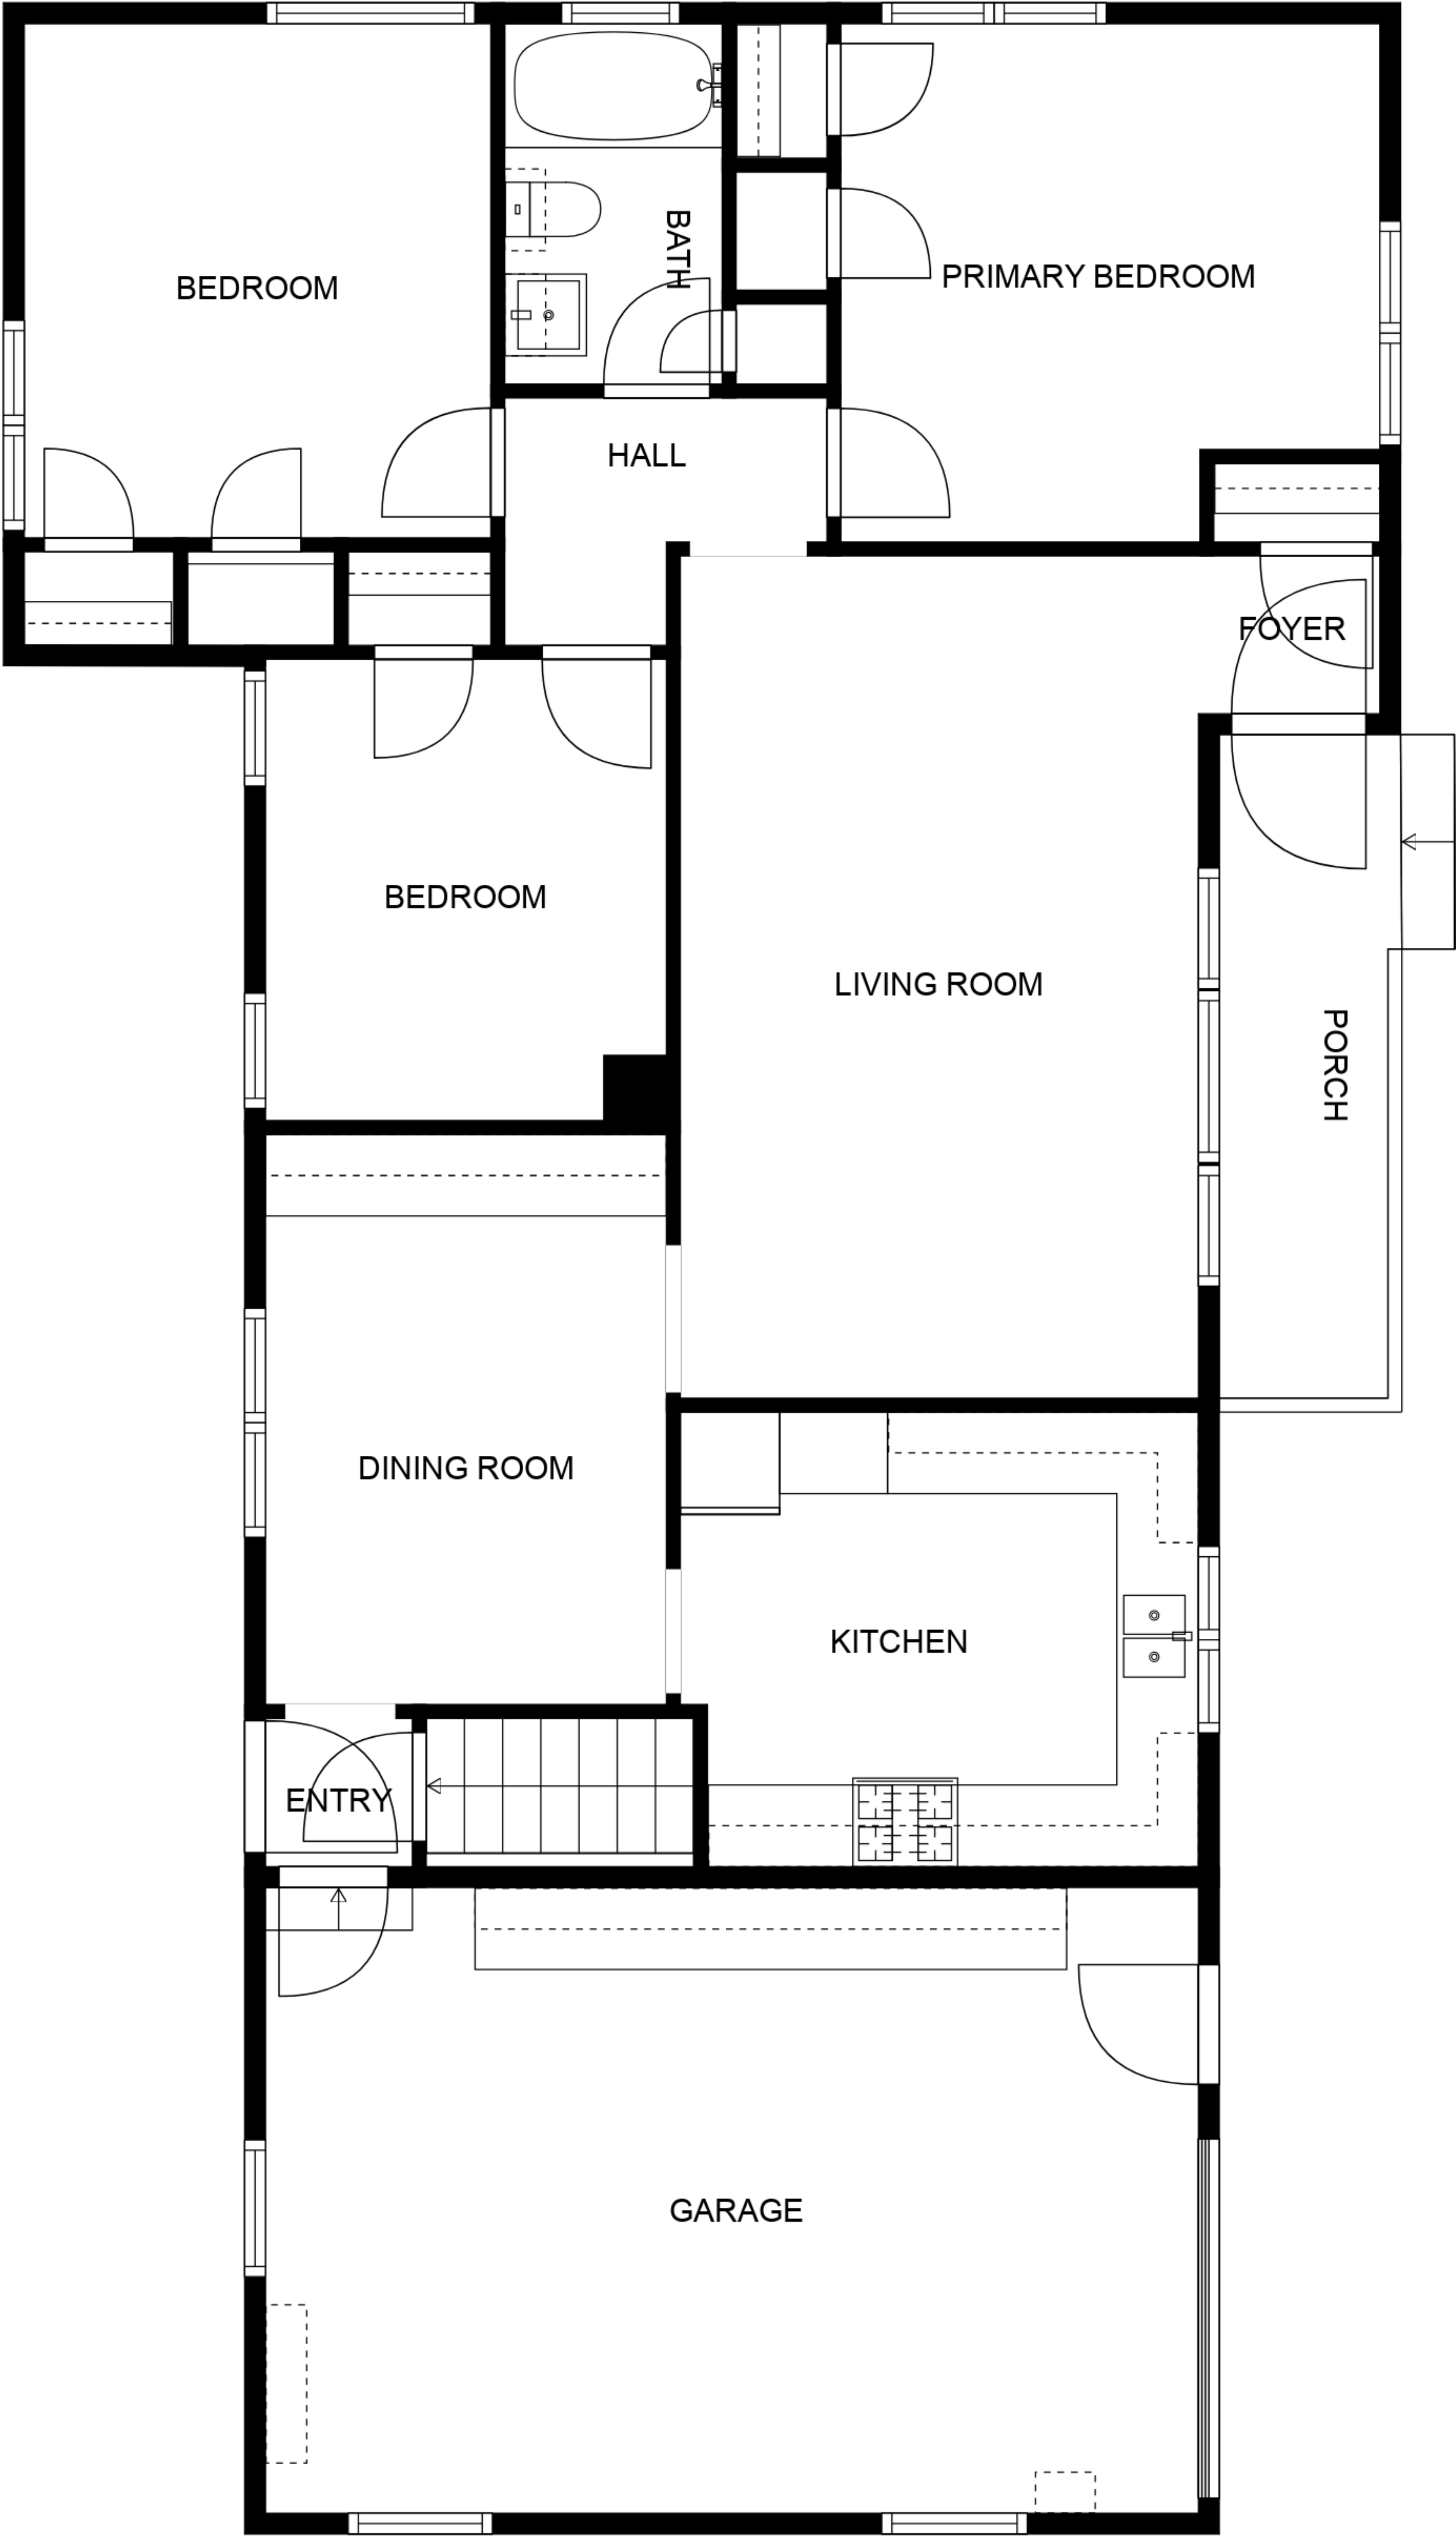 BATH
PRIMARY BEDROOM
BEDROOM
HALL
FOYER
BEDROOM
LIVING ROOM
PORCH
DINING ROOM
KITCHEN
ENTRY
GARAGE